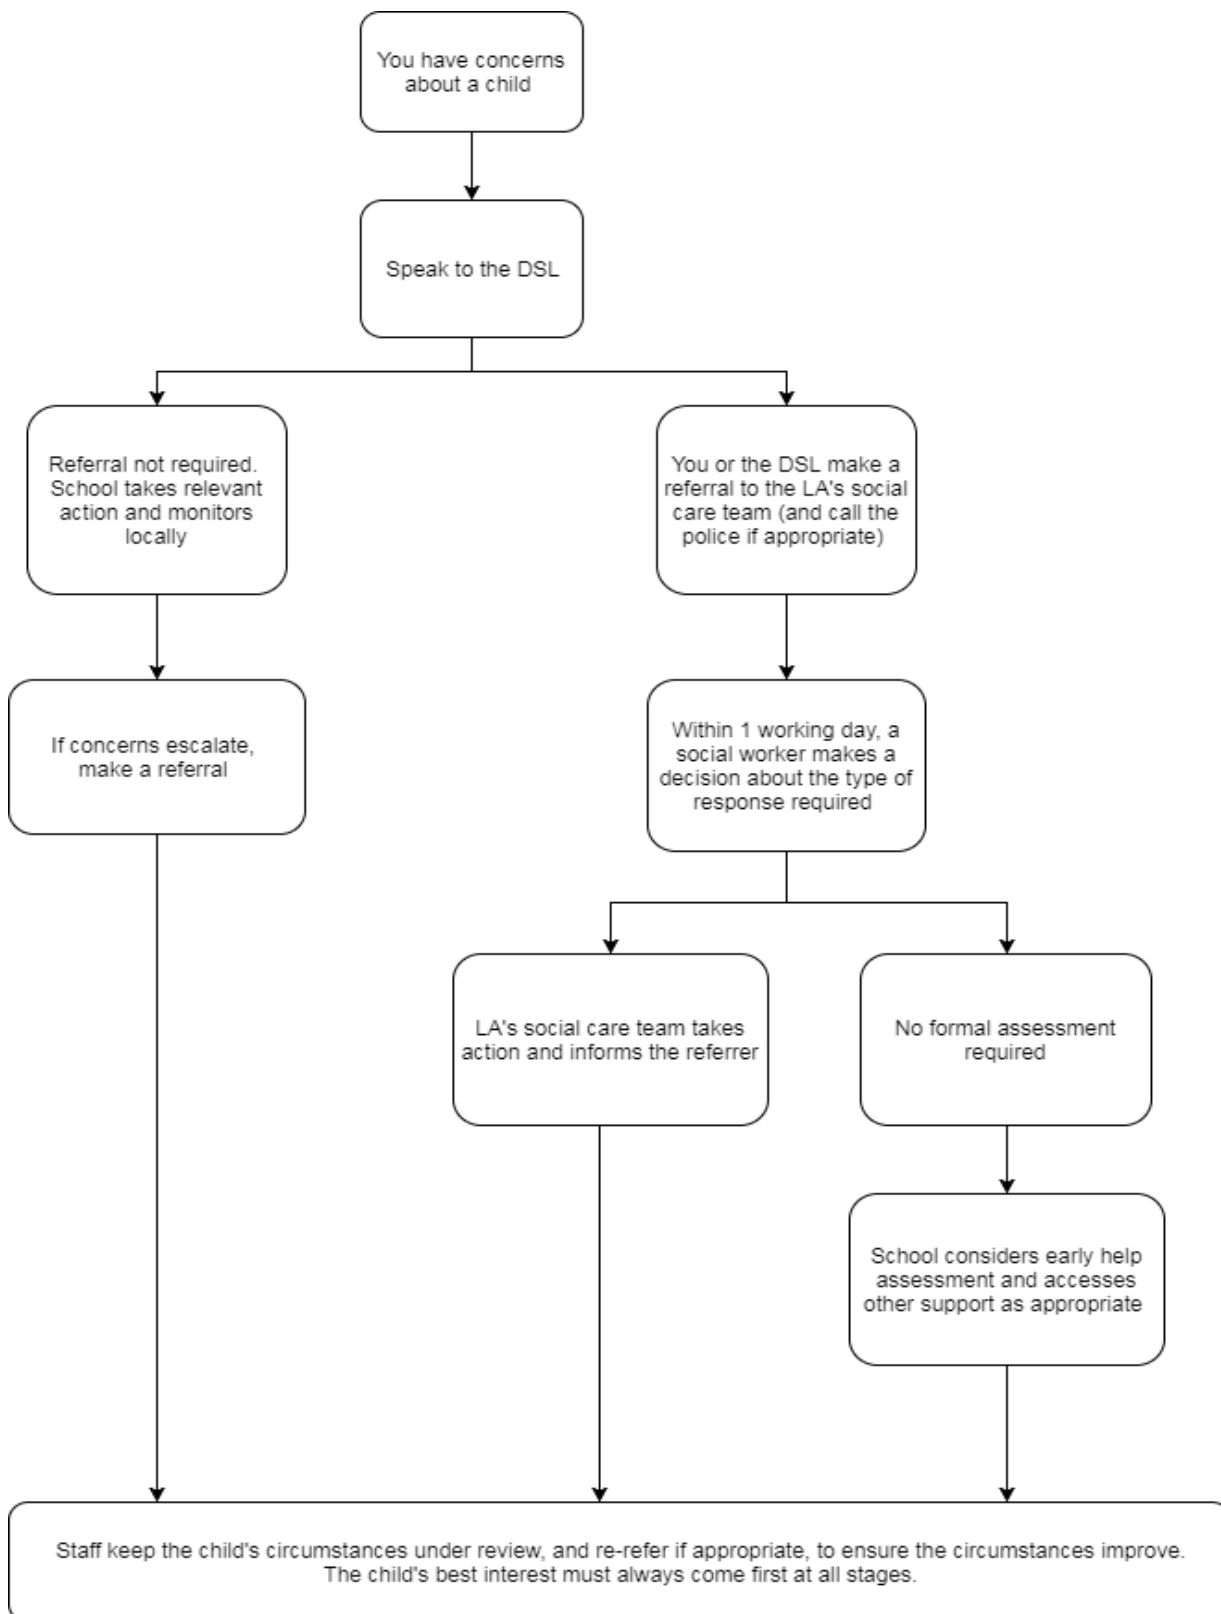 You have concerns
about a child
Speak to the DSL
Referral not required.
School takes relevant
action and monitors
locally
You or the DSL make a
referral to the LA's social
care team (and call the
police if appropriate)
If concerns escalate,
make a referral
Within 1 working day, a
social worker makes a
decision about the type of
response required
LA's social care team takes
action and informs the referrer
No formal assessment
required
School considers early help
assessment and accesses
other support as appropriate
Staff keep the child's circumstances under review, and re-refer if appropriate, to ensure the circumstances improve.
The child's best interest must always come first at all stages.